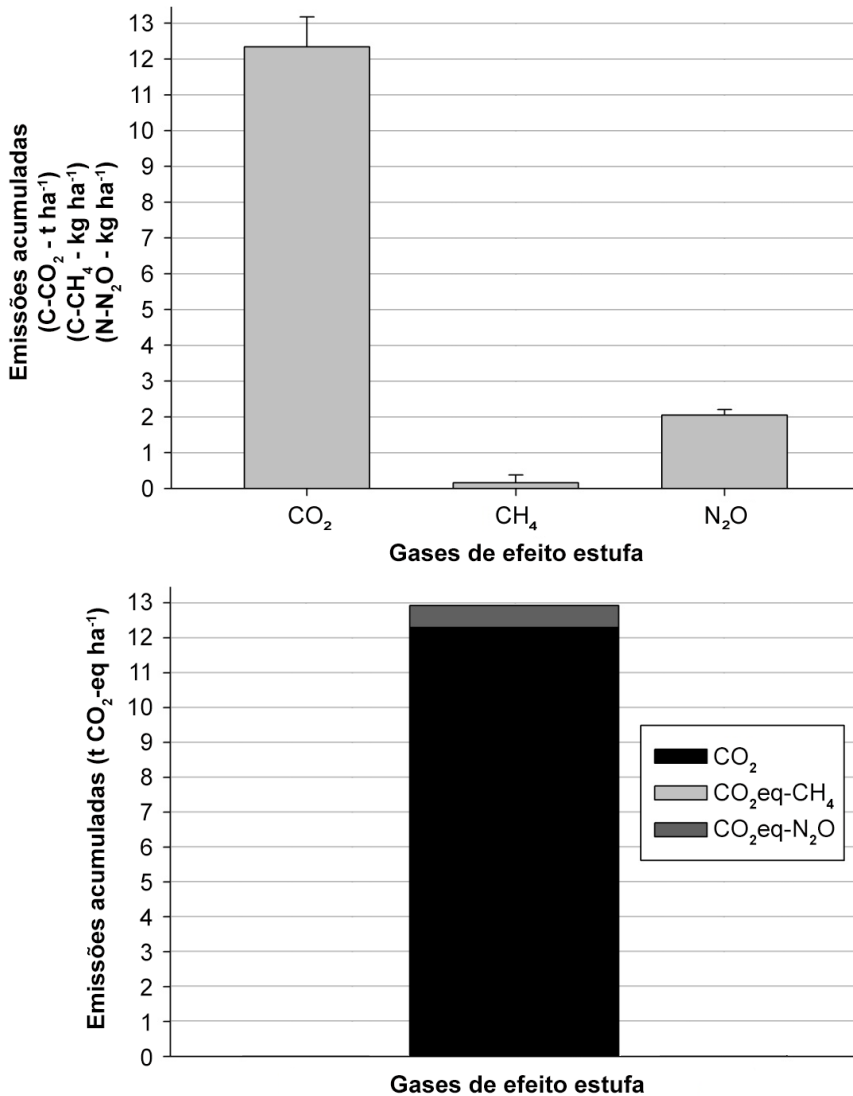 13
12
11
10
9
8
7
6
5
4
3
2
1
0
Emissões acumuladas
(C-CO₂ - t ha⁻¹)
(C-CH₄ - kg ha⁻¹)
(N-N₂O - kg ha⁻¹)
CO₂ CH₄ N₂O
Gases de efeito estufa
13
12
11
10
9
8
7
6
5
4
3
2
1
0
Emissões acumuladas (t CO₂-eq ha⁻¹)
CO₂
CO₂eq-CH₄
CO₂eq-N₂O
Gases de efeito estufa